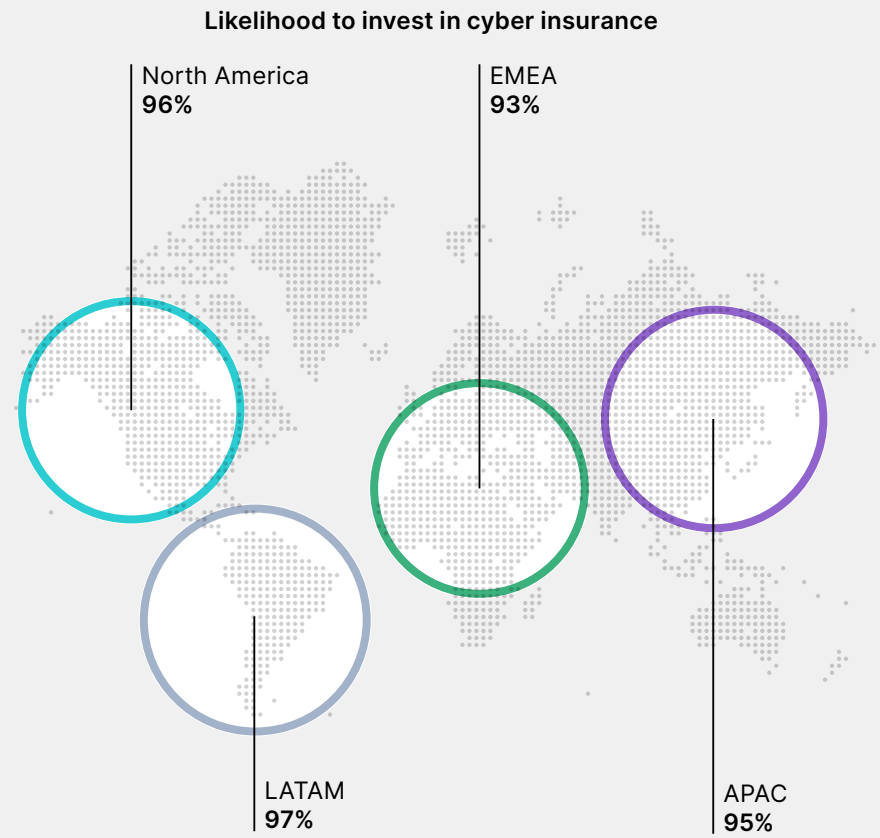 Likelihood to invest in cyber insurance
North America
96%
EMEA
93%
LATAM
97%
APAC
95%